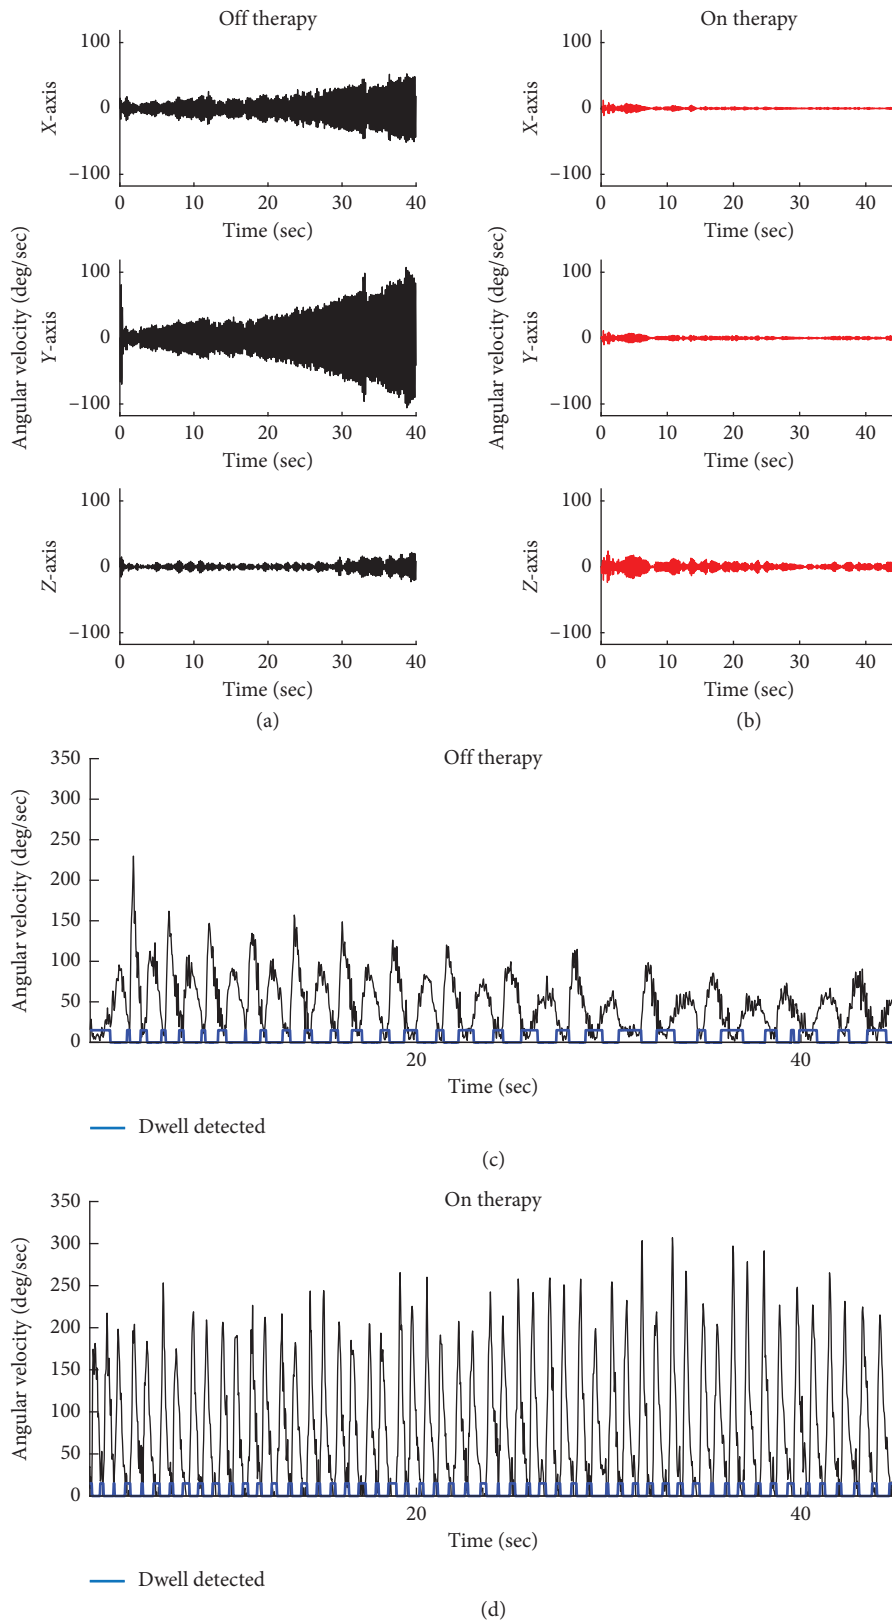 Off therapy
On therapy
100
0
−100
X-axis
0 10 20 30 40
Time (sec)
100
0
−100
X-axis
0 10 20 30 40
Time (sec)
Angular velocity (deg/sec)
100
0
−100
Y-axis
0 10 20 30 40
Time (sec)
Angular velocity (deg/sec)
100
0
−100
Y-axis
0 10 20 30 40
Time (sec)
100
0
−100
Z-axis
0 10 20 30 40
Time (sec)
(a)
100
0
−100
Z-axis
0 10 20 30 40
Time (sec)
(b)
Off therapy
350
300
250
200
150
100
50
0
Angular velocity (deg/sec)
20 40
Time (sec)
Dwell detected
(c)
On therapy
350
300
250
200
150
100
50
0
Angular velocity (deg/sec)
20 40
Time (sec)
Dwell detected
(d)